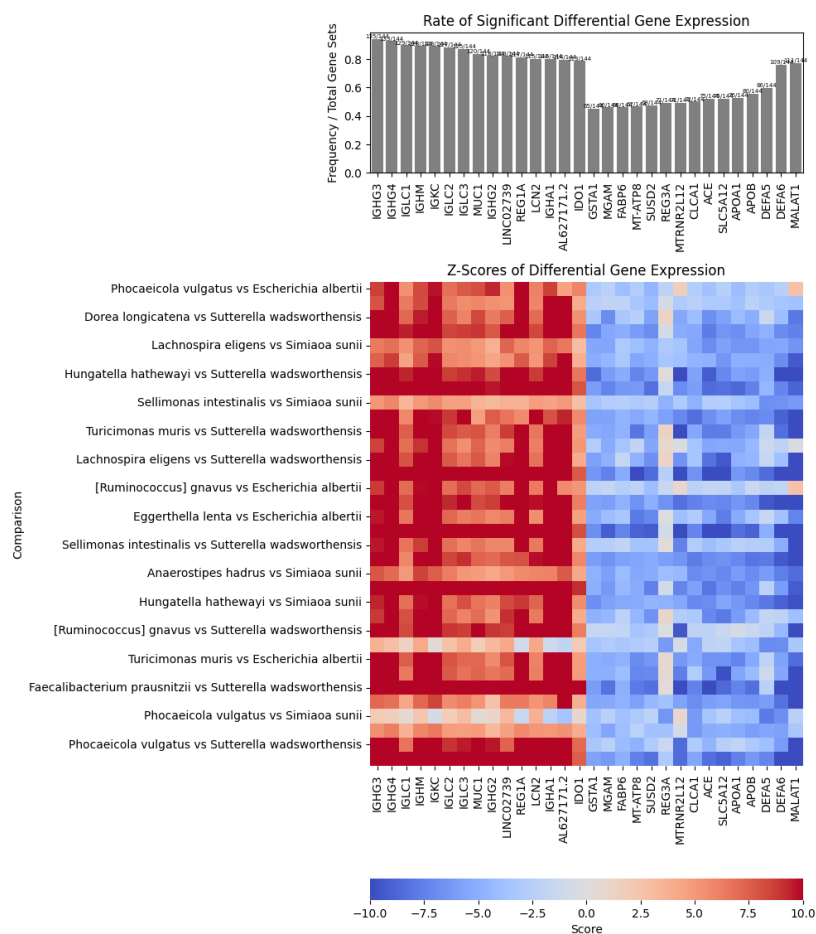 Rate of Significant Differential Gene Expression
Frequency / Total Gene Sets
0.8
0.6
0.4
0.2
0.0
120/144
75/144
80/144
86/144
109/144
IGHG3
IGHG4
IGLC1
IGHM
IGKC
IGLC2
IGLC3
MUC1
IGHG2
LINC02739
REG1A
LCN2
IGHA1
AL627171.2
IDO1
GSTA1
MGAM
FABP6
MT-ATP8
SUSD2
REG3A
MTRNR2L12
CLCA1
ACE
SLC5A12
APOA1
APOB
DEFA5
DEFA6
MALAT1
Z-Scores of Differential Gene Expression
Comparison
Phocaeicola vulgatus vs Escherichia albertii
Dorea longicatena vs Sutterella wadsworthensis
Lachnospira eligens vs Simiaoa sunii
Hungatella hathewayi vs Sutterella wadsworthensis
Sellimonas intestinalis vs Simiaoa sunii
Turicimonas muris vs Sutterella wadsworthensis
Lachnospira eligens vs Sutterella wadsworthensis
[Ruminococcus] gnavus vs Escherichia albertii
Eggerthella lenta vs Escherichia albertii
Sellimonas intestinalis vs Sutterella wadsworthensis
Anaerostipes hadrus vs Simiaoa sunii
Hungatella hathewayi vs Simiaoa sunii
[Ruminococcus] gnavus vs Sutterella wadsworthensis
Turicimonas muris vs Escherichia albertii
Faecalibacterium prausnitzii vs Sutterella wadsworthensis
Phocaeicola vulgatus vs Simiaoa sunii
Phocaeicola vulgatus vs Sutterella wadsworthensis
IGHG3
IGHG4
IGLC1
IGHM
IGKC
IGLC2
IGLC3
MUC1
IGHG2
LINC02739
REG1A
LCN2
IGHA1
AL627171.2
IDO1
GSTA1
MGAM
FABP6
MT-ATP8
SUSD2
REG3A
MTRNR2L12
CLCA1
ACE
SLC5A12
APOA1
APOB
DEFA5
DEFA6
MALAT1
−10.0 −7.5 −5.0 −2.5 0.0 2.5 5.0 7.5 10.0
Score